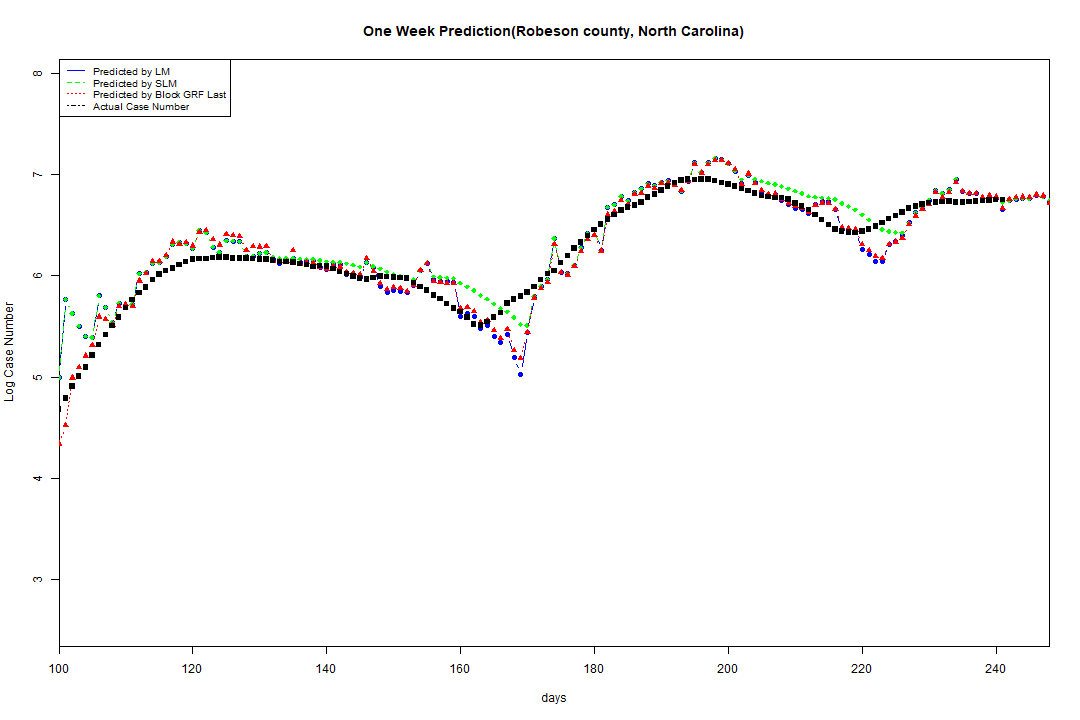 One Week Prediction(Robeson county, North Carolina)
Predicted by LM
Predicted by SLM
Predicted by Block GRF Last
Actual Case Number
8
7
6
5
4
3
Log Case Number
100 120 140 160 180 200 220 240
days